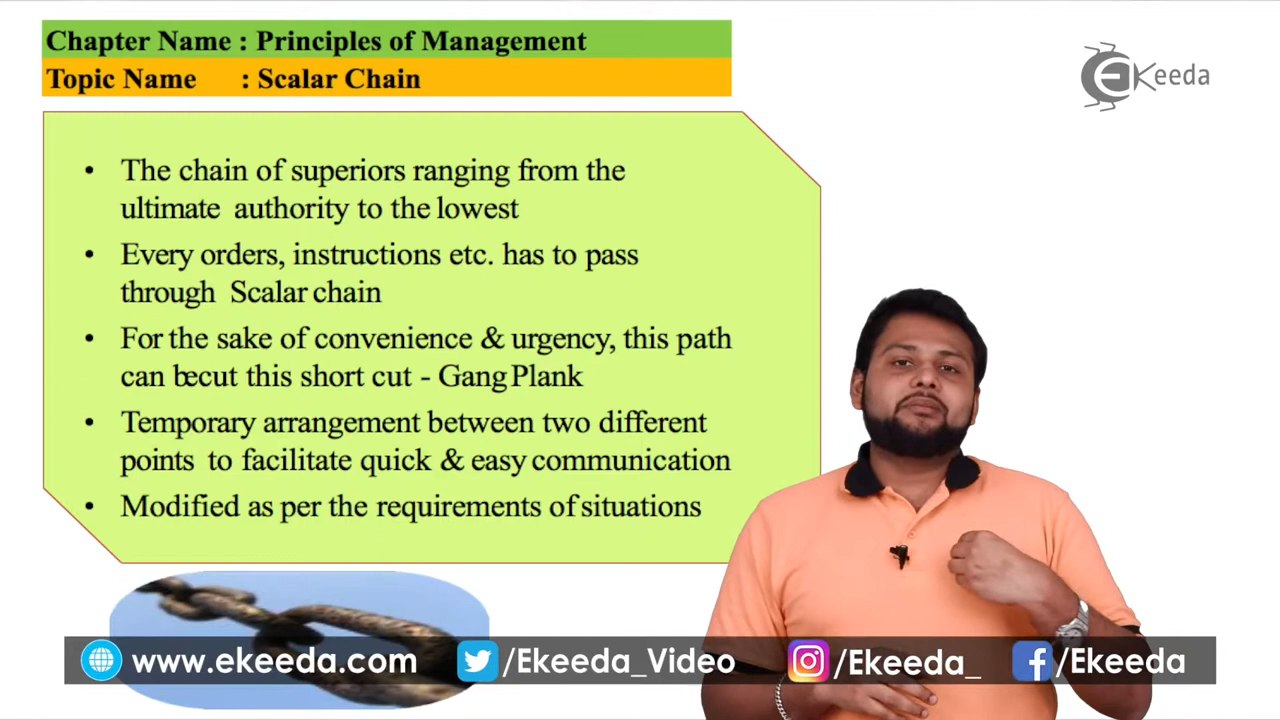 Chapter Name : Principles of Management
Topic Name : Scalar Chain
Ekeeda
• The chain of superiors ranging from the
ultimate authority to the lowest
• Every orders, instructions etc. has to pass
through Scalar chain
• For the sake of convenience & urgency, this path
can becut this short cut - Gang Plank
• Temporary arrangement between two different
points to facilitate quick & easy communication
• Modified as per the requirements of situations
www.ekeeda.com /Ekeeda_Video /Ekeeda_ /Ekeeda